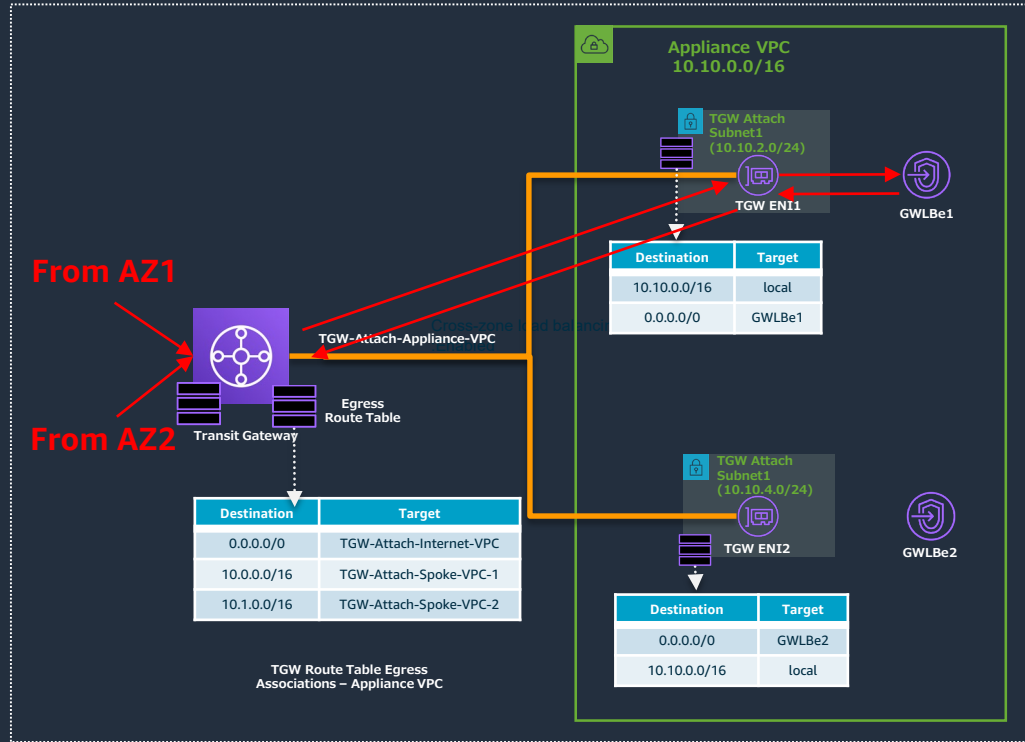 Appliance VPC
10.10.0.0/16
TGW Attach
Subnet1
(10.10.2.0/24)
TGW ENI1
GWLBe1
Destination Target
10.10.0.0/16 local
0.0.0.0/0 GWLBe1
From AZ1
Cross-zone load balancin
TGW-Attach-Appliance-VPC
Egress
Route Table
From AZ2
Transit Gateway
TGW Attach
Subnet1
(10.10.4.0/24)
TGW ENI2
GWLBe2
Destination Target
0.0.0.0/0 TGW-Attach-Internet-VPC
10.0.0.0/16 TGW-Attach-Spoke-VPC-1
10.1.0.0/16 TGW-Attach-Spoke-VPC-2
Destination Target
0.0.0.0/0 GWLBe2
10.10.0.0/16 local
TGW Route Table Egress
Associations – Appliance VPC